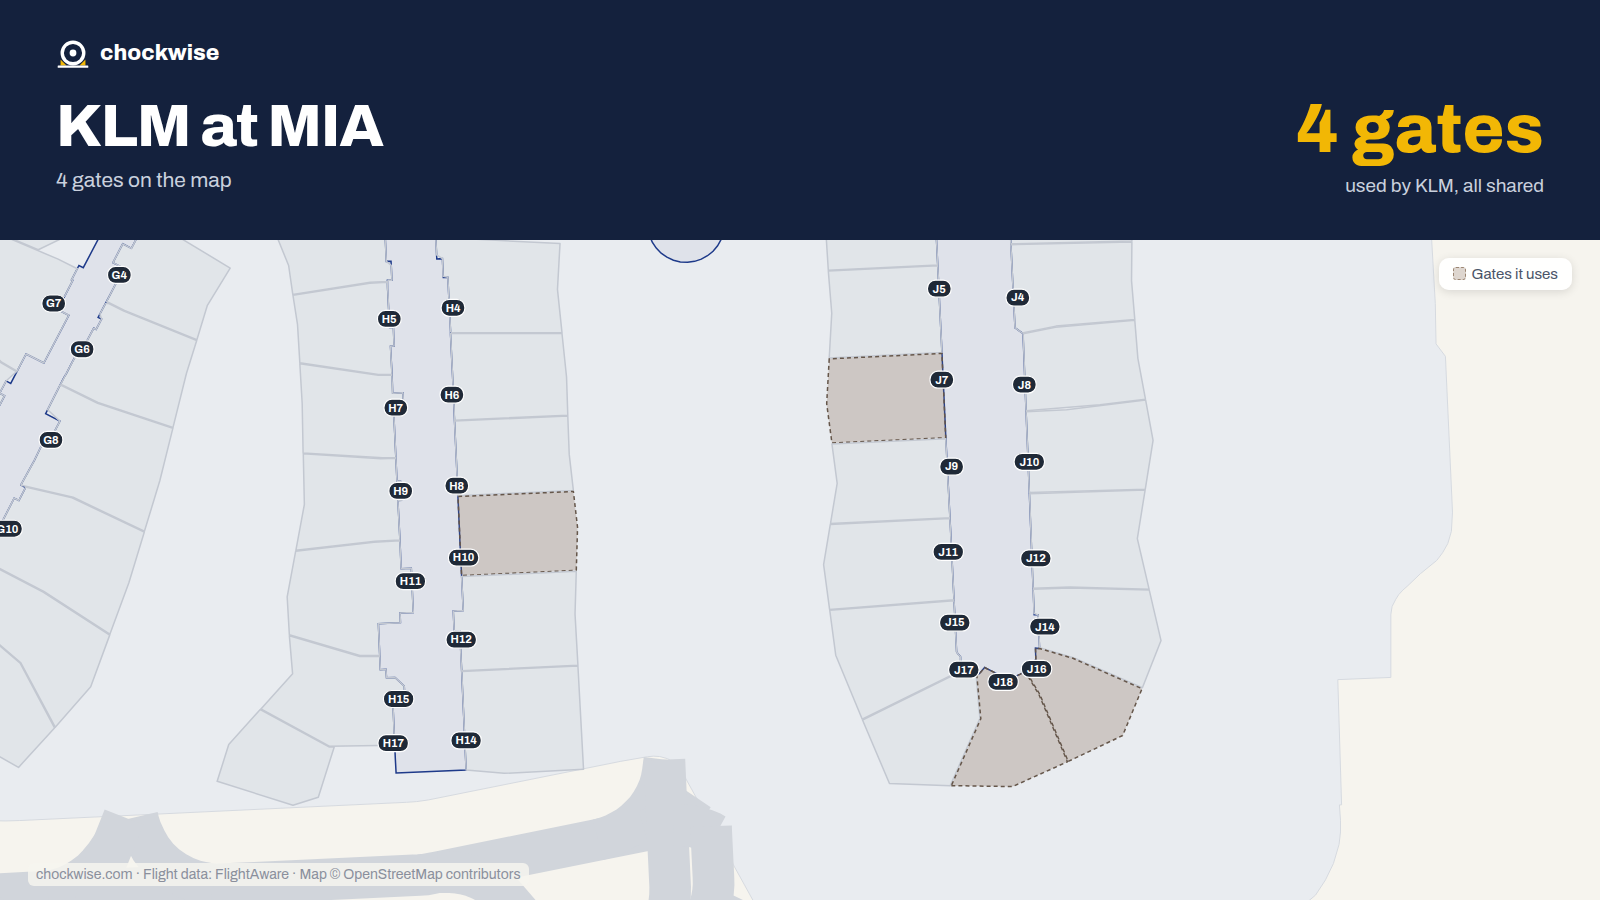 chockwise
KLM at MIA
4 gates on the map
4 gates
used by KLM, all shared
Gates it uses
G4
G7
G6
G8
G10
H5
H4
H7
H6
H9
H8
H11
H10
H12
H15
H17
H14
J5
J4
J7
J8
J9
J10
J11
J12
J15
J14
J17
J18
J16
chockwise.com · Flight data: FlightAware · Map © OpenStreetMap contributors